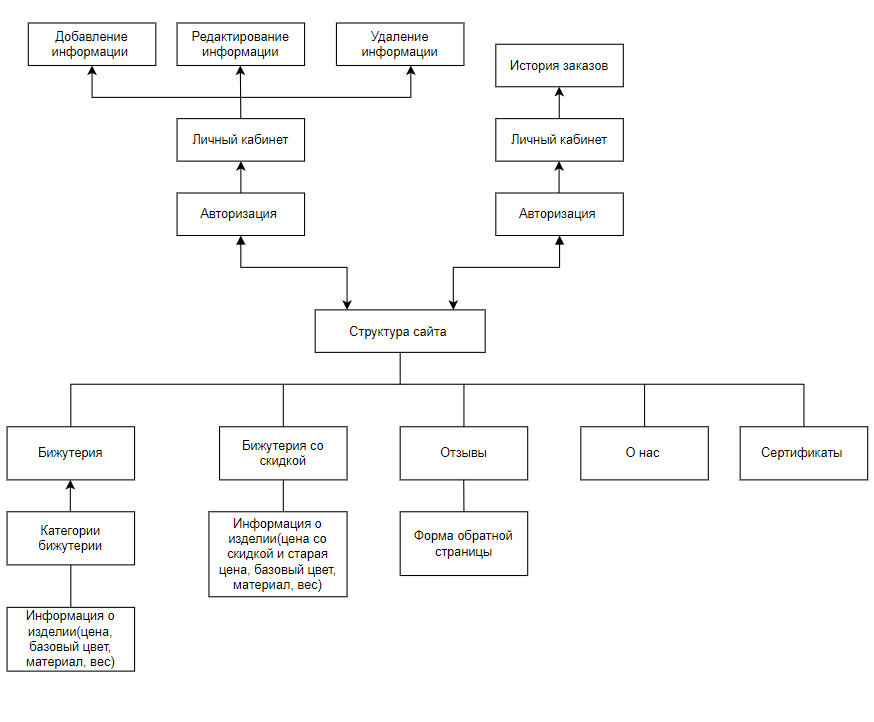 Добавление
информации
Редактирование
информации
Удаление
информации
История заказов
Личный кабинет
Личный кабинет
Авторизация
Авторизация
Структура сайта
Бижутерия
Бижутерия со
скидкой
Отзывы
О нас
Сертификаты
Категории
бижутерии
Информация о
изделии(цена со
скидкой и старая
цена, базовый цвет,
материал, вес)
Форма обратной
страницы
Информация о
изделии(цена,
базовый цвет,
материал, вес)